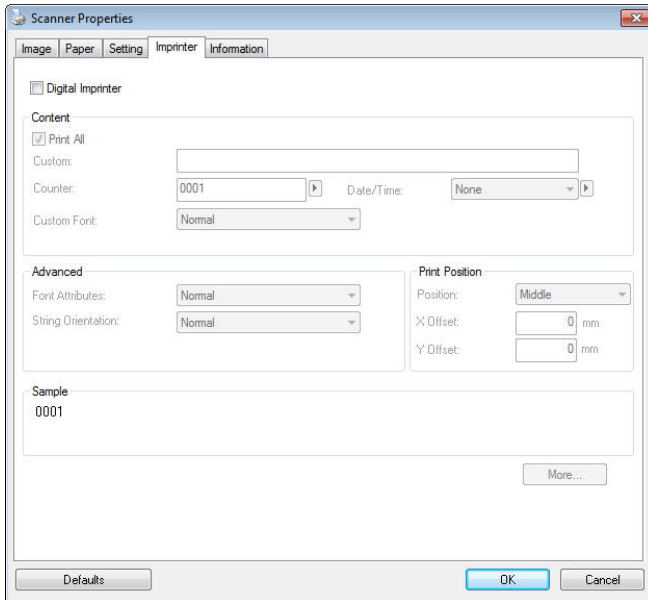 Scanner Properties
Image Paper Setting Imprinter Information
Digital Imprinter
Content
Print All
Custom:
Counter: 0001 Date/Time: None
Custom Font: Normal
Advanced
Font Attributes: Normal
String Orientation: Normal
Print Position
Position: Middle
X Offset: 0 mm
Y Offset: 0 mm
Sample
0001
More...
Defaults OK Cancel